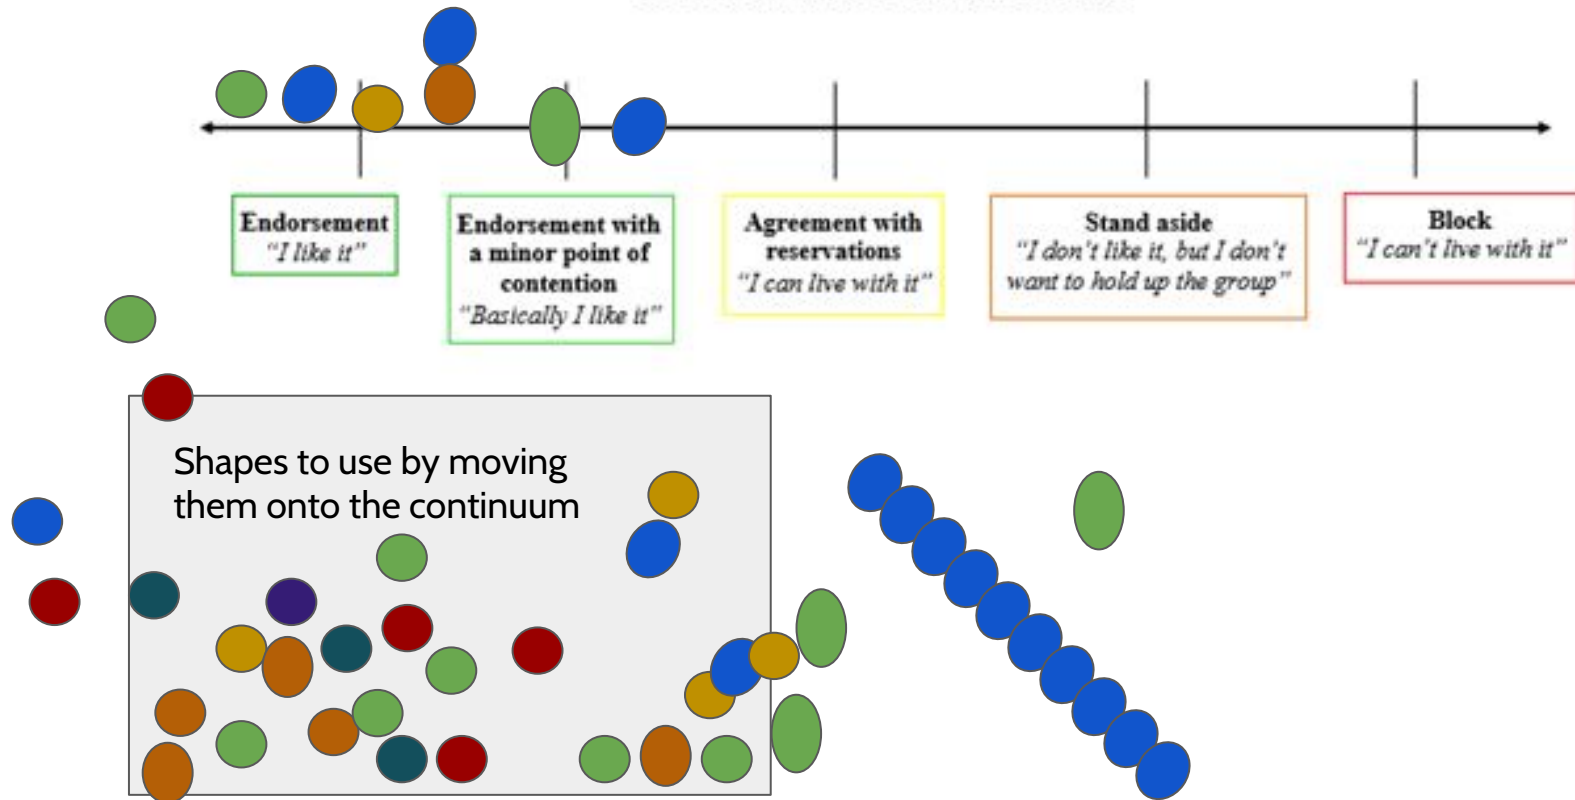 Endorsement
“I like it”
Endorsement with
a minor point of
contention
“Basically I like it”
Agreement with
reservations
“I can live with it”
Stand aside
“I don’t like it, but I don’t
want to hold up the group”
Block
“I can’t live with it”
Shapes to use by moving
them onto the continuum